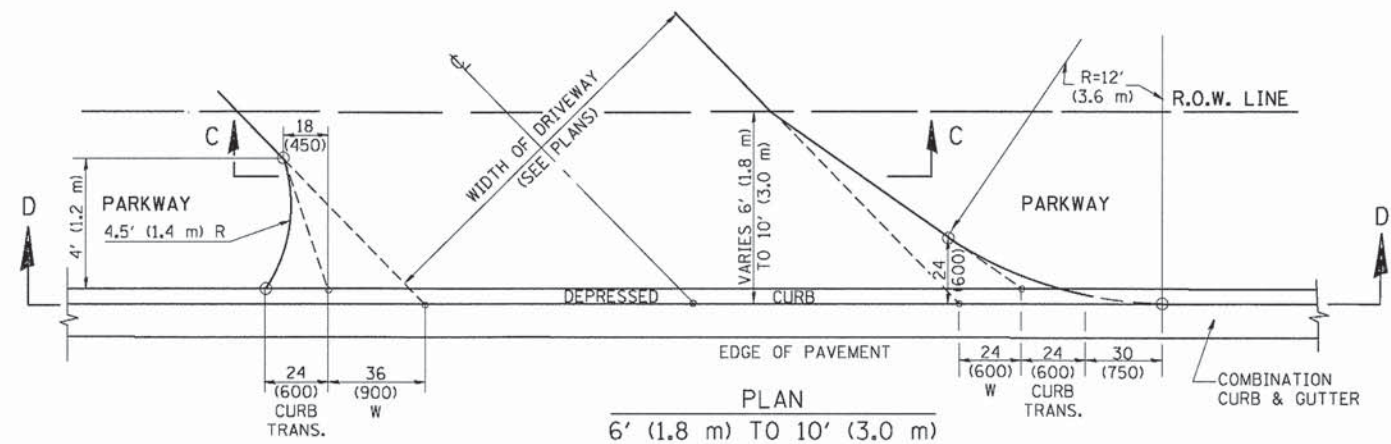 R=12'
(3.6 m)
R.O.W. LINE
18
(450)
C
C
WIDTH OF DRIVEWAY
(SEE PLANS)
℄
VARIES 6' (1.8 m)
TO 10' (3.0 m)
4' (1.2 m)
PARKWAY
PARKWAY
4.5' (1.4 m) R
D
D
24
(600)
DEPRESSED CURB
EDGE OF PAVEMENT
24
(600)
CURB
TRANS.
36
(900)
W
24
(600)
W
24
(600)
CURB
TRANS.
30
(750)
COMBINATION
CURB & GUTTER
PLAN
6' (1.8 m) TO 10' (3.0 m)